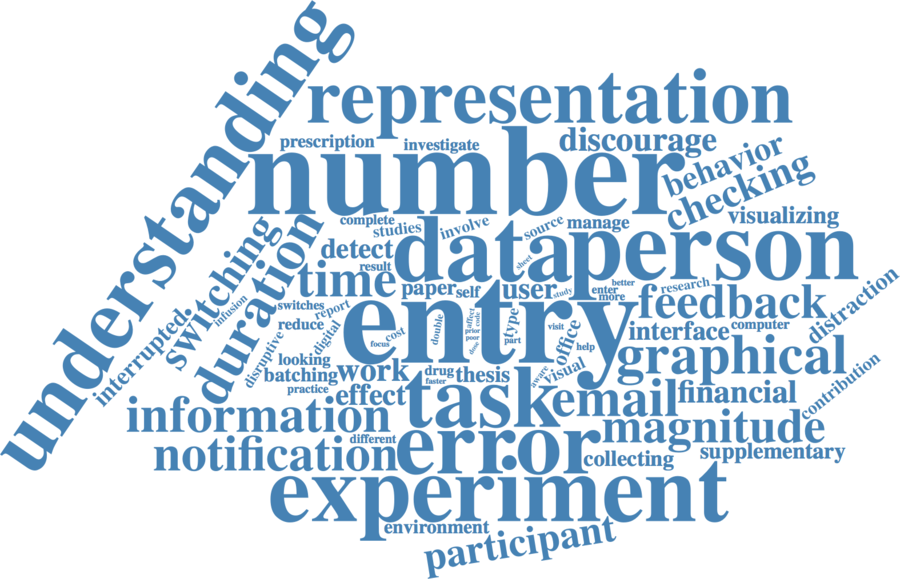 understanding
representation
prescription
investigate
discourage
number
behavior
checking
complete
studies
involve
source
manage
visualizing
switching
duration
detect
data
person
result
time
sheet
infusion
paper
self
user
study
better
enter
more
research
feedback
distraction
interrupted
switches
report
reduce
digital
disruptive
focus
cost
entry
double
affect
code
prior
poor
dose
type
part
visit
office
help
interface
computer
graphical
looking
batching
practice
work
effect
drug
faster
thesis
aware
visual
financial
contribution
information
task
email
magnitude
notification
different
error
collecting
supplementary
experiment
environment
participant